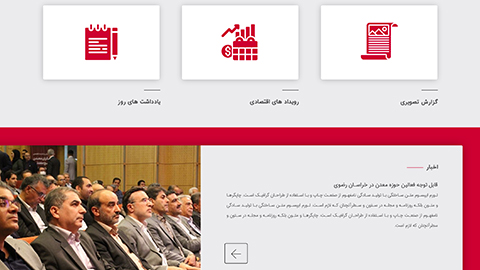 گزارش تصویری
رویداد های اقتصادی
یادداشت های روز
اخبار
قابل توجه فعالین حوزه معدن در خراسان رضوی
لورم ایپسوم متن ساختگی با تولید سادگی نامفهوم از صنعت چاپ و با استفاده از طراحان گرافیک است. چاپگرها
و متون بلکه روزنامه و مجله در ستون و سطرآنچنان که لازم است. لورم ایپسوم متن ساختگی با تولید سادگی
نامفهوم از صنعت چاپ و با استفاده از طراحان گرافیک است. چاپگرها و متون بلکه روزنامه و مجله در ستون و
سطرآنچنان که لازم است.